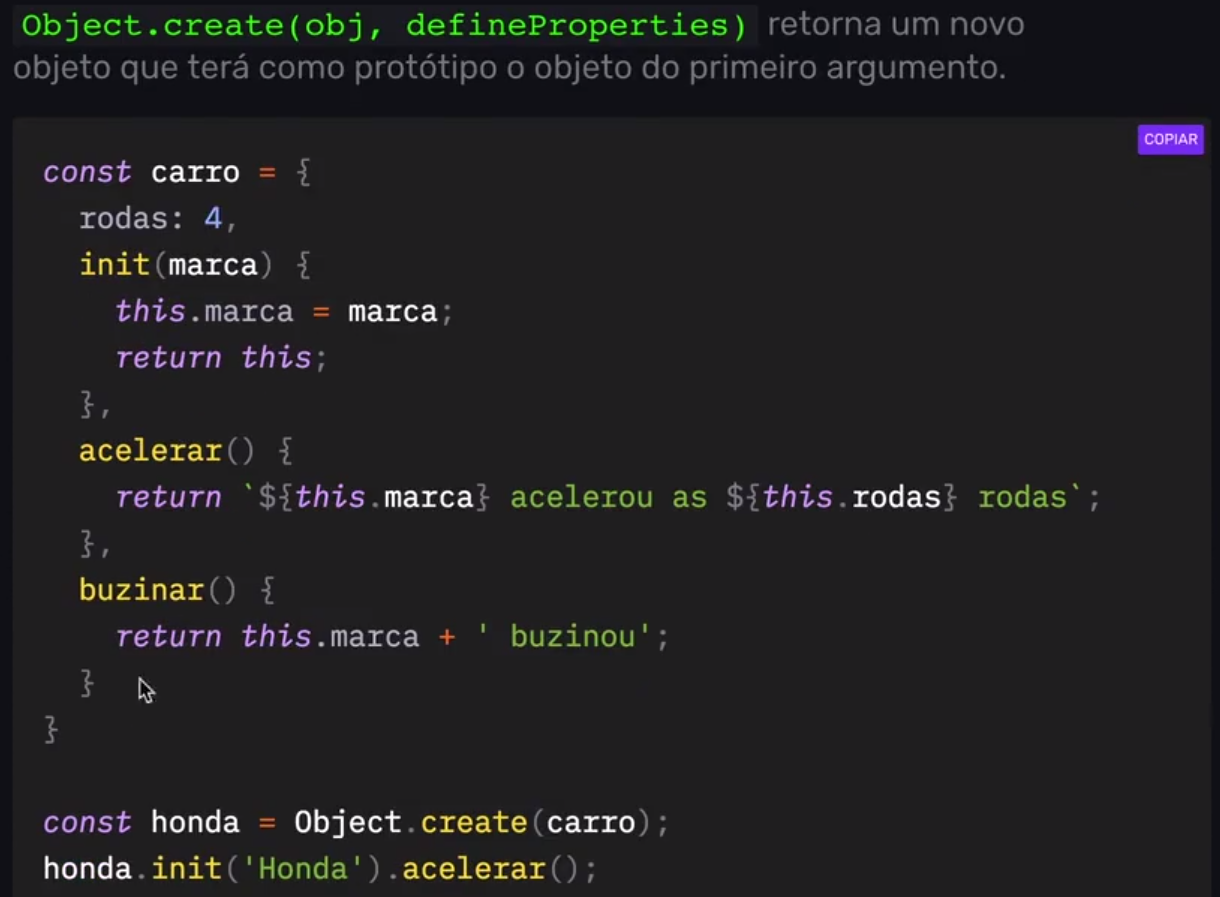 Object.create(obj, defineProperties) retorna um novo
objeto que terá como protótipo o objeto do primeiro argumento.
COPIAR
const carro = {
  rodas: 4,
  init(marca) {
    this.marca = marca;
    return this;
  },
  acelerar() {
    return `${this.marca} acelerou as ${this.rodas} rodas`;
  },
  buzinar() {
    return this.marca + ' buzinou';
  }
}
const honda = Object.create(carro);
honda.init('Honda').acelerar();